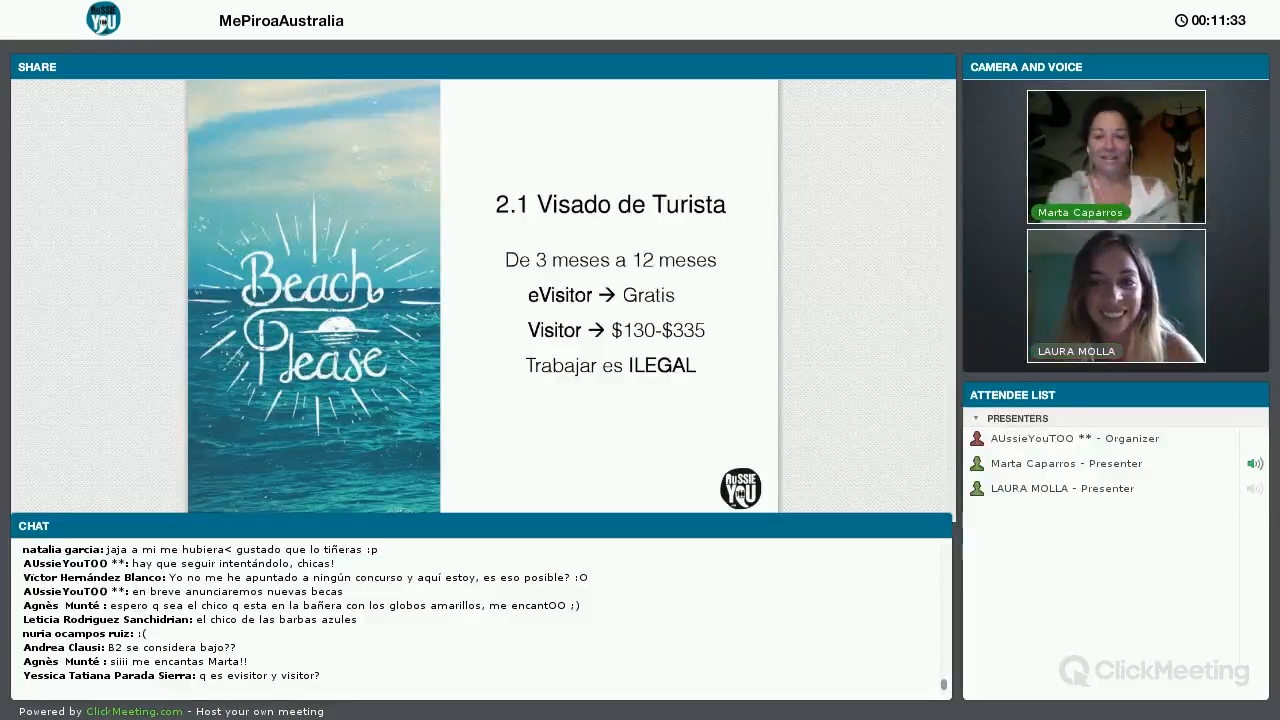 AUSSIE
YOU
TOO
MePiroaAustralia
00:11:33
SHARE
Beach
Please
2.1 Visado de Turista
De 3 meses a 12 meses
eVisitor → Gratis
Visitor → $130-$335
Trabajar es ILEGAL
AUSSIE
YOU
TOO
CAMERA AND VOICE
Marta Caparros
LAURA MOLLA
ATTENDEE LIST
PRESENTERS
AUssieYouTOO ** - Organizer
Marta Caparros - Presenter
LAURA MOLLA - Presenter
ClickMeeting
CHAT
natalia garcia: jaja a mi me hubiera< gustado que lo tiñeras :p
AUssieYouTOO **: hay que seguir intentándolo, chicas!
Víctor Hernández Blanco: Yo no me he apuntado a ningún concurso y aquí estoy, es eso posible? :O
AUssieYouTOO **: en breve anunciaremos nuevas becas
Agnès Munté : espero q sea el chico q esta en la bañera con los globos amarillos, me encantOO ;)
Leticia Rodriguez Sanchidrian: el chico de las barbas azules
nuria ocampos ruiz: :(
Andrea Clausi: B2 se considera bajo??
Agnès Munté : siiii me encantas Marta!!
Yessica Tatiana Parada Sierra: q es evisitor y visitor?
Powered by ClickMeeting.com - Host your own meeting